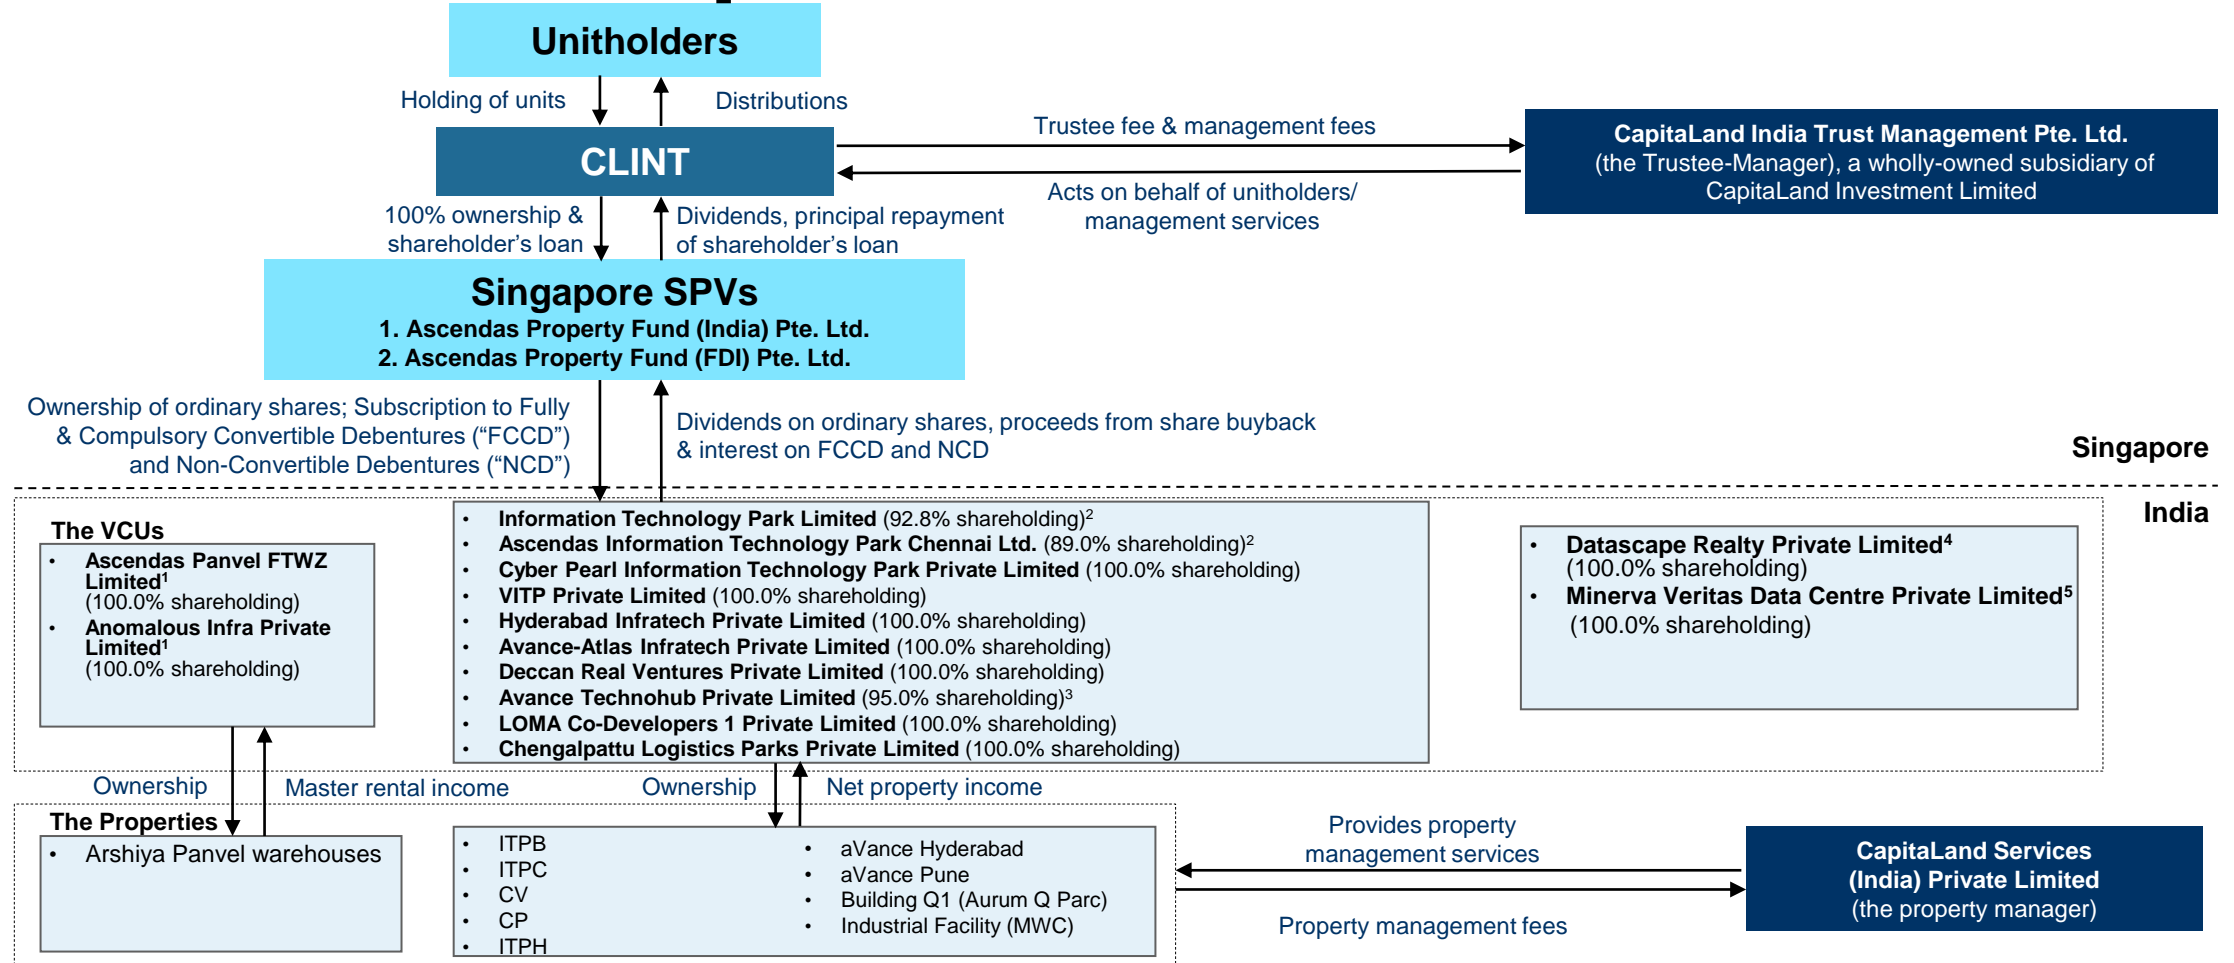 Unitholders
Holding of units
Distributions
CLINT
Trustee fee & management fees
Acts on behalf of unitholders/
management services
CapitaLand India Trust Management Pte. Ltd.
(the Trustee-Manager), a wholly-owned subsidiary of
CapitaLand Investment Limited
100% ownership &
shareholder’s loan
Dividends, principal repayment
of shareholder’s loan
Singapore SPVs
1. Ascendas Property Fund (India) Pte. Ltd.
2. Ascendas Property Fund (FDI) Pte. Ltd.
Ownership of ordinary shares; Subscription to Fully
& Compulsory Convertible Debentures (“FCCD”)
and Non-Convertible Debentures (“NCD”)
Dividends on ordinary shares, proceeds from share buyback
& interest on FCCD and NCD
Singapore
India
The VCUs
• Ascendas Panvel FTWZ
Limited¹
(100.0% shareholding)
• Anomalous Infra Private
Limited¹
(100.0% shareholding)
• Information Technology Park Limited (92.8% shareholding)²
• Ascendas Information Technology Park Chennai Ltd. (89.0% shareholding)²
• Cyber Pearl Information Technology Park Private Limited (100.0% shareholding)
• VITP Private Limited (100.0% shareholding)
• Hyderabad Infratech Private Limited (100.0% shareholding)
• Avance-Atlas Infratech Private Limited (100.0% shareholding)
• Deccan Real Ventures Private Limited (100.0% shareholding)
• Avance Technohub Private Limited (95.0% shareholding)³
• LOMA Co-Developers 1 Private Limited (100.0% shareholding)
• Chengalpattu Logistics Parks Private Limited (100.0% shareholding)
• Datascape Realty Private Limited⁴
(100.0% shareholding)
• Minerva Veritas Data Centre Private Limited⁵
(100.0% shareholding)
Ownership
Master rental income
Ownership
Net property income
The Properties
• Arshiya Panvel warehouses
• ITPB
• ITPC
• CV
• CP
• ITPH
• aVance Hyderabad
• aVance Pune
• Building Q1 (Aurum Q Parc)
• Industrial Facility (MWC)
Provides property
management services
Property management fees
CapitaLand Services
(India) Private Limited
(the property manager)